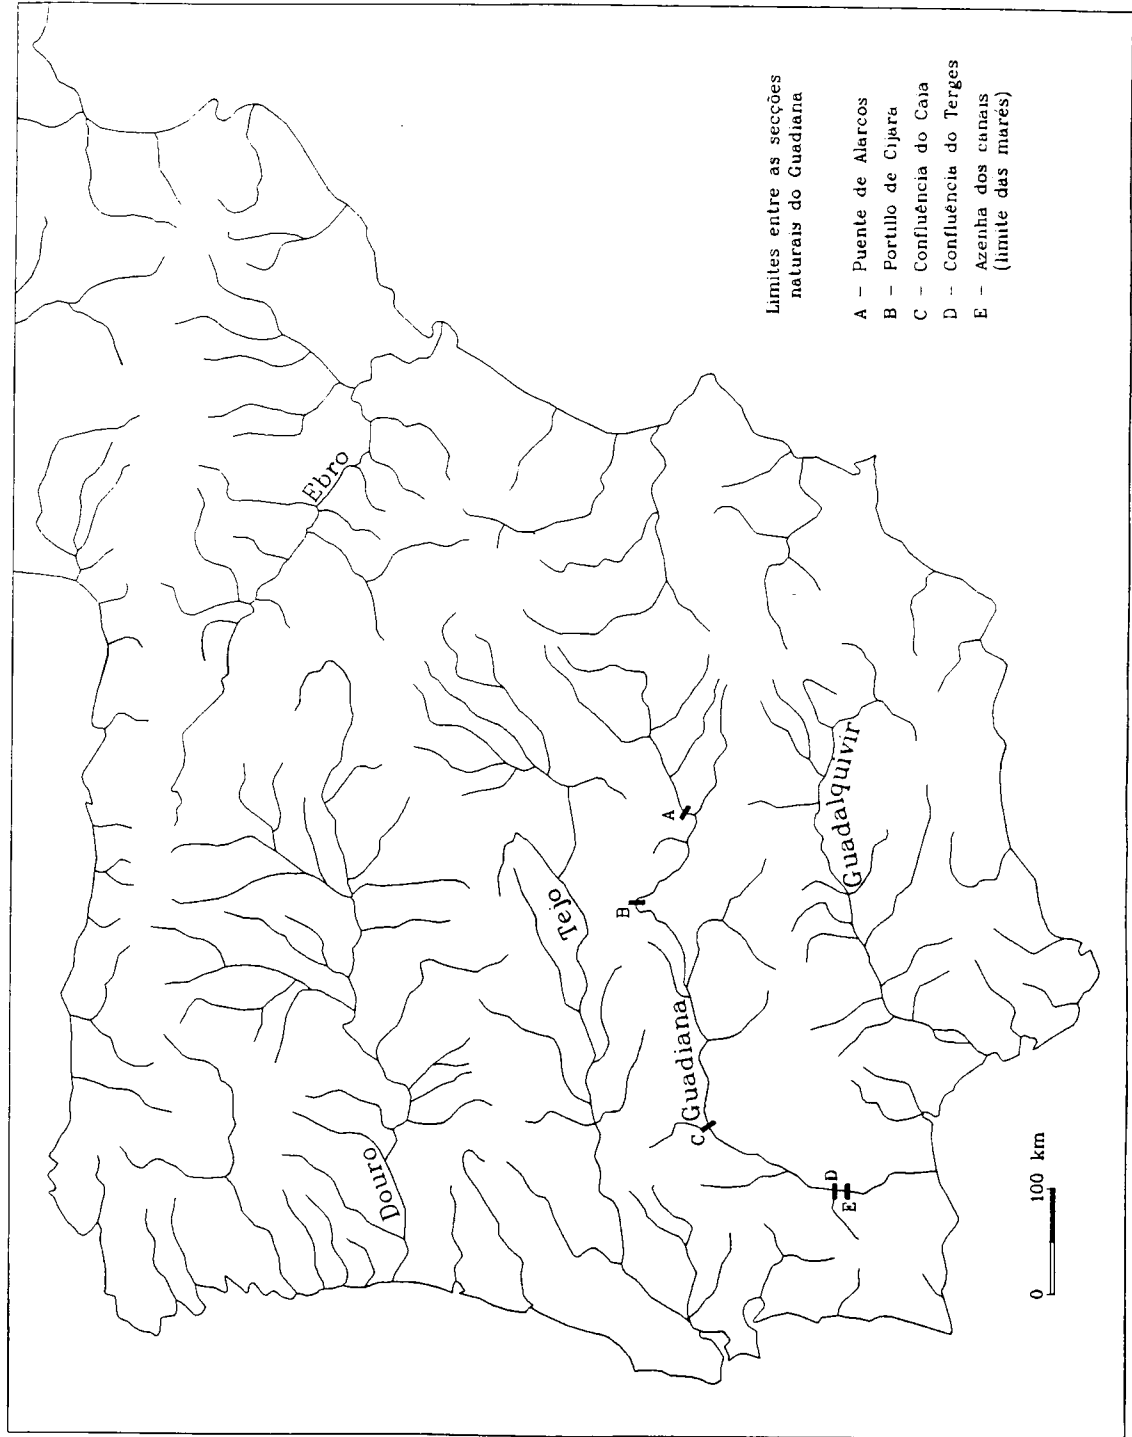 Limites entre as secções
naturais do Guadiana
A – Puente de Alarcos
B – Portillo de Cijara
C – Confluência do Caia
D – Confluência do Terges
E – Azenha dos canais
(limite das marés)
Ebro
Douro
Tejo
Guadiana
Guadalquivir
A
B
C
D
E
0 100 km